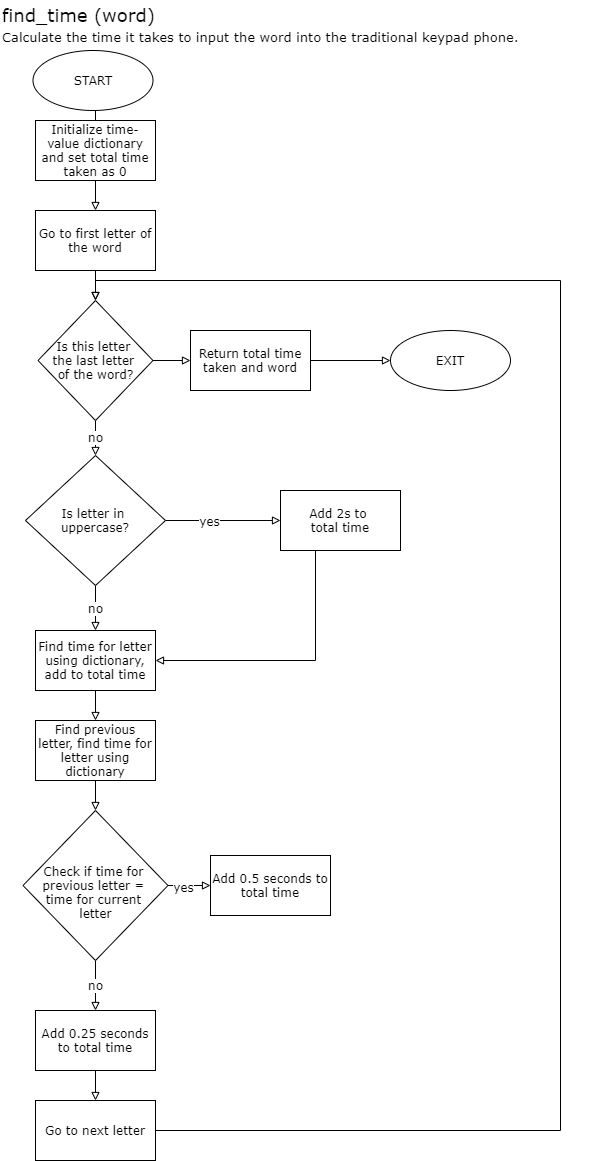 find_time (word)
Calculate the time it takes to input the word into the traditional keypad phone.
START
Initialize time-
value dictionary
and set total time
taken as 0
Go to first letter of
the word
Is this letter
the last letter
of the word?
Return total time
taken and word
EXIT
no
Is letter in
uppercase?
yes
Add 2s to
total time
no
Find time for letter
using dictionary,
add to total time
Find previous
letter, find time for
letter using
dictionary
Check if time for
previous letter =
time for current
letter
yes
Add 0.5 seconds to
total time
no
Add 0.25 seconds
to total time
Go to next letter